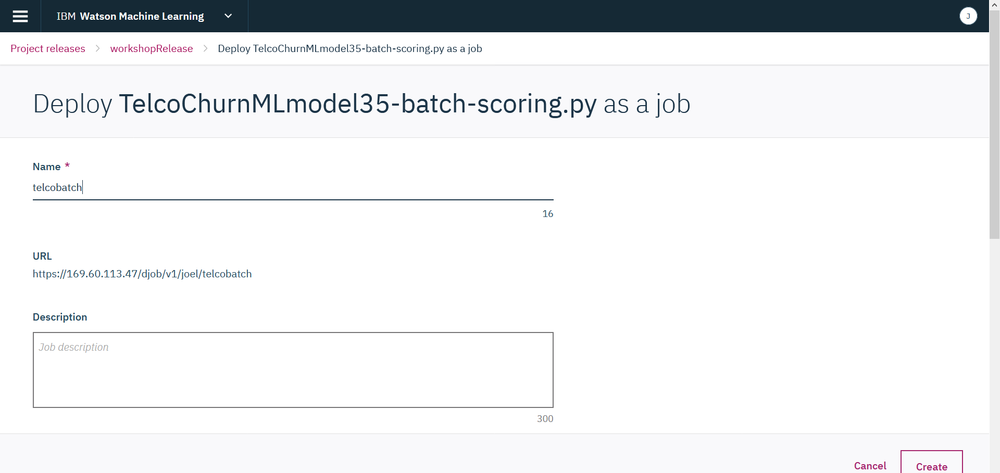 IBM Watson Machine Learning
J
Project releases > workshopRelease > Deploy TelcoChurnMLmodel35-batch-scoring.py as a job
Deploy TelcoChurnMLmodel35-batch-scoring.py as a job
Name *
telcobatch
16
URL
https://169.60.113.47/djob/v1/joel/telcobatch
Description
Job description
300
Cancel Create